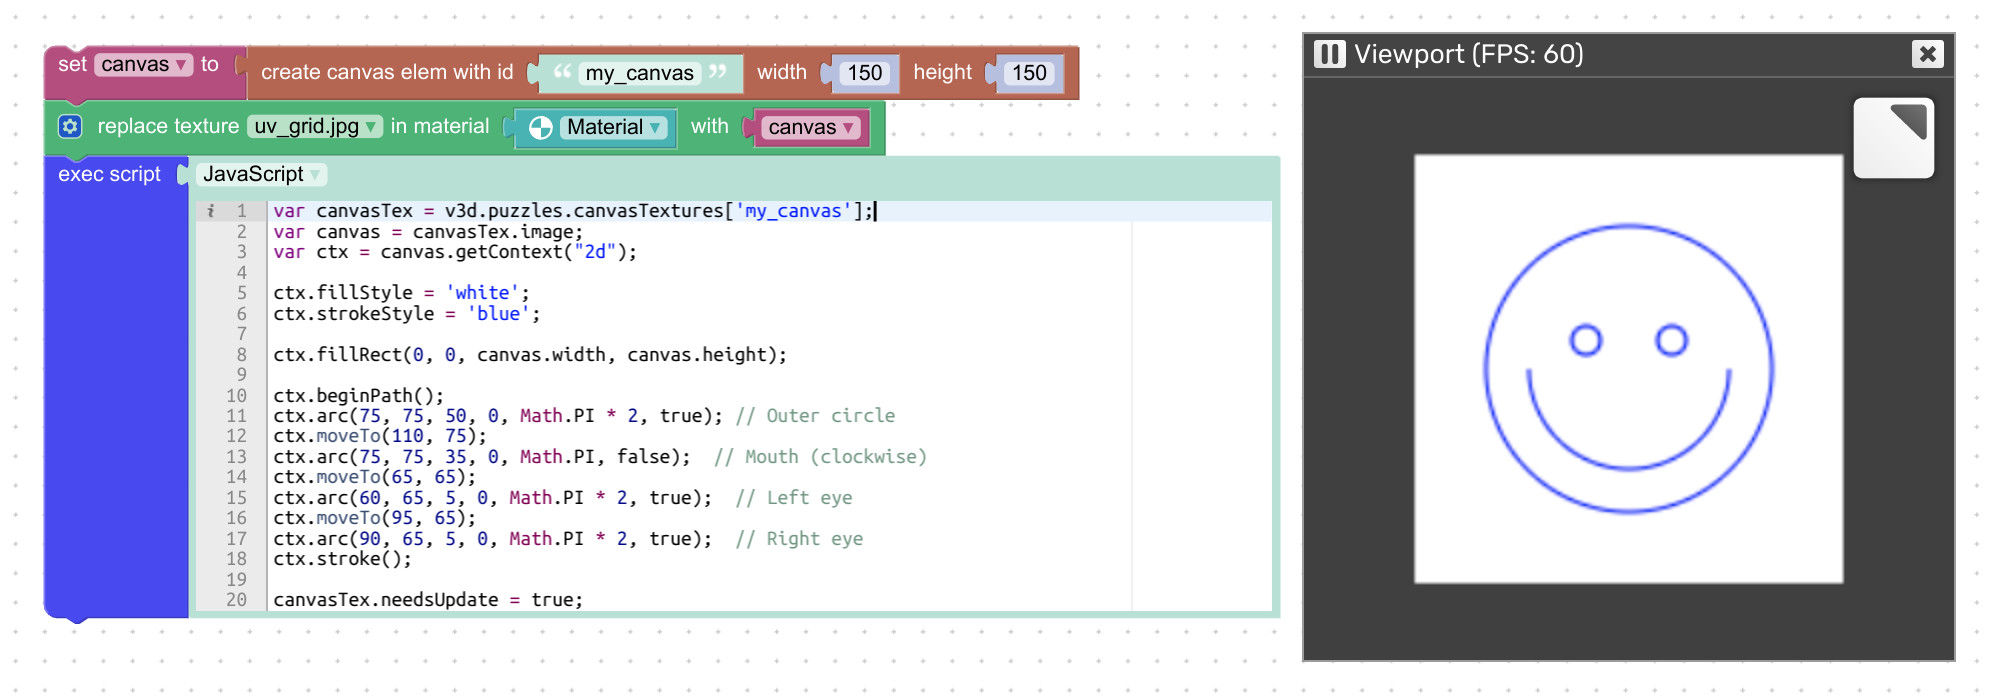 set canvas ▾ to create canvas elem with id “ my_canvas ” width 150 height 150
replace texture uv_grid.jpg ▾ in material Material ▾ with canvas ▾
exec script JavaScript ▾
i 1 var canvasTex = v3d.puzzles.canvasTextures['my_canvas'];
2 var canvas = canvasTex.image;
3 var ctx = canvas.getContext("2d");
4
5 ctx.fillStyle = 'white';
6 ctx.strokeStyle = 'blue';
7
8 ctx.fillRect(0, 0, canvas.width, canvas.height);
9
10 ctx.beginPath();
11 ctx.arc(75, 75, 50, 0, Math.PI * 2, true); // Outer circle
12 ctx.moveTo(110, 75);
13 ctx.arc(75, 75, 35, 0, Math.PI, false);  // Mouth (clockwise)
14 ctx.moveTo(65, 65);
15 ctx.arc(60, 65, 5, 0, Math.PI * 2, true);  // Left eye
16 ctx.moveTo(95, 65);
17 ctx.arc(90, 65, 5, 0, Math.PI * 2, true);  // Right eye
18 ctx.stroke();
19
20 canvasTex.needsUpdate = true;
Viewport (FPS: 60)